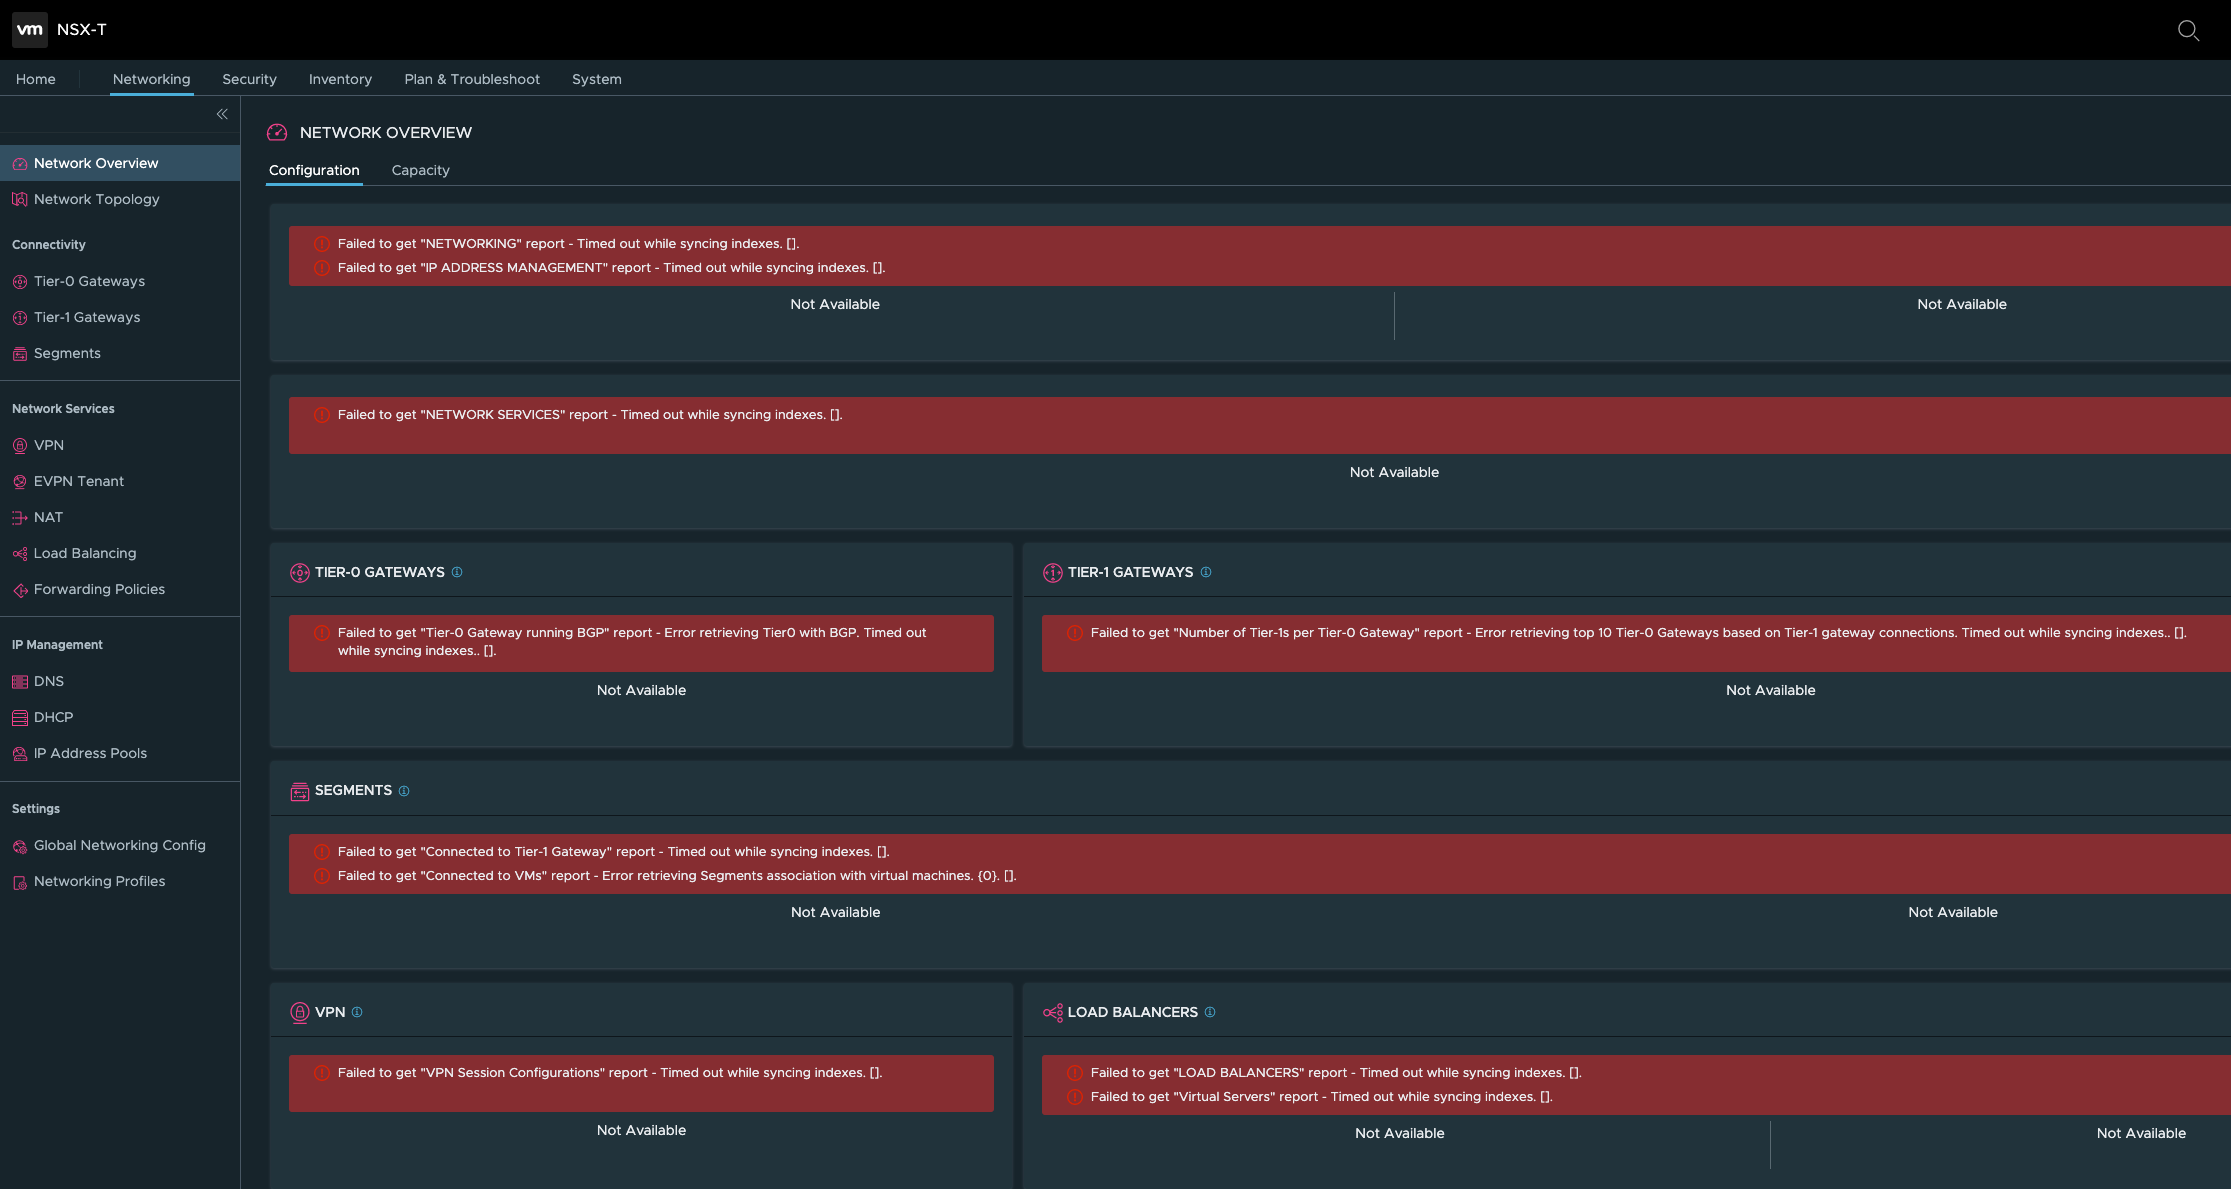 vm NSX-T
Home Networking Security Inventory Plan & Troubleshoot System
Network Overview
Network Topology
Connectivity
Tier-0 Gateways
Tier-1 Gateways
Segments
Network Services
VPN
EVPN Tenant
NAT
Load Balancing
Forwarding Policies
IP Management
DNS
DHCP
IP Address Pools
Settings
Global Networking Config
Networking Profiles
NETWORK OVERVIEW
Configuration Capacity
Failed to get "NETWORKING" report - Timed out while syncing indexes. [].
Failed to get "IP ADDRESS MANAGEMENT" report - Timed out while syncing indexes. [].
Not Available Not Available
Failed to get "NETWORK SERVICES" report - Timed out while syncing indexes. [].
Not Available
TIER-0 GATEWAYS
Failed to get "Tier-0 Gateway running BGP" report - Error retrieving Tier0 with BGP. Timed out
while syncing indexes.. [].
Not Available
TIER-1 GATEWAYS
Failed to get "Number of Tier-1s per Tier-0 Gateway" report - Error retrieving top 10 Tier-0 Gateways based on Tier-1 gateway connections. Timed out while syncing indexes.. [].
Not Available
SEGMENTS
Failed to get "Connected to Tier-1 Gateway" report - Timed out while syncing indexes. [].
Failed to get "Connected to VMs" report - Error retrieving Segments association with virtual machines. {0}. [].
Not Available Not Available
VPN
Failed to get "VPN Session Configurations" report - Timed out while syncing indexes. [].
Not Available
LOAD BALANCERS
Failed to get "LOAD BALANCERS" report - Timed out while syncing indexes. [].
Failed to get "Virtual Servers" report - Timed out while syncing indexes. [].
Not Available Not Available